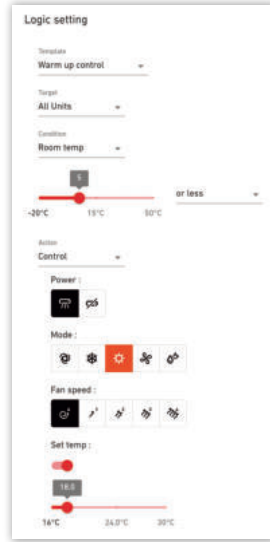 Logic setting
Template
Warm up control
Target
All Units
Condition
Room temp
5
or less
-20°C 15°C 50°C
Action
Control
Power :
Mode :
Fan speed :
Set temp :
18.0
16°C 24.0°C 30°C